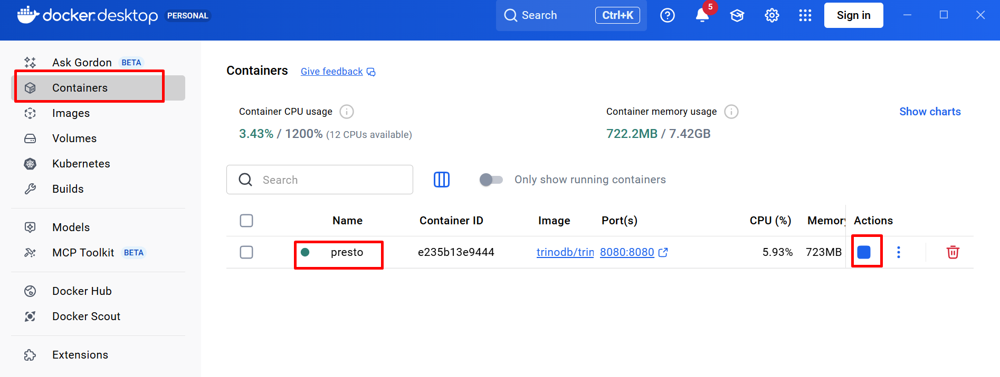 docker desktop PERSONAL Search Ctrl+K 5 Sign in
Ask Gordon BETA
Containers
Images
Volumes
Kubernetes
Builds
Models
MCP Toolkit BETA
Docker Hub
Docker Scout
Extensions
Containers Give feedback
Container CPU usage
3.43% / 1200% (12 CPUs available)
Container memory usage
722.2MB / 7.42GB
Show charts
Search
Only show running containers
Name Container ID Image Port(s) CPU (%) Memory Actions
presto e235b13e9444 trinodb/trin 8080:8080 5.93% 723MB